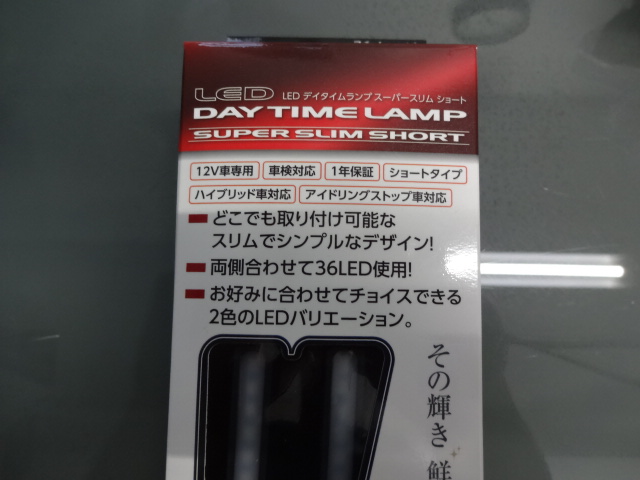 LED LED デイタイムランプ スーパースリム ショート
DAY TIME LAMP
SUPER SLIM SHORT
12V車専用 車検対応 1年保証 ショートタイプ
ハイブリッド車対応 アイドリングストップ車対応
どこでも取り付け可能な
スリムでシンプルなデザイン!
両側合わせて36LED使用!
お好みに合わせてチョイスできる
2色のLEDバリエーション。
その輝き 鮮